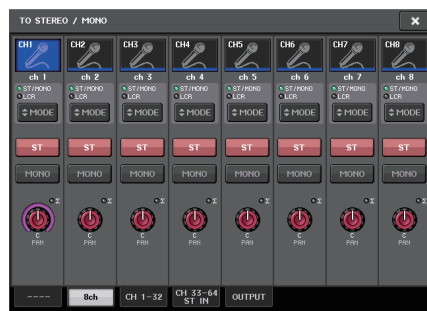 TO STEREO / MONO
CH1 CH2 CH3 CH4 CH5 CH6 CH7 CH8
ch 1 ch 2 ch 3 ch 4 ch 5 ch 6 ch 7 ch 8
ST/MONO ST/MONO ST/MONO ST/MONO ST/MONO ST/MONO ST/MONO ST/MONO
LCR LCR LCR LCR LCR LCR LCR LCR
MODE MODE MODE MODE MODE MODE MODE MODE
ST ST ST ST ST ST ST ST
MONO MONO MONO MONO MONO MONO MONO MONO
Σ Σ Σ Σ Σ Σ Σ Σ
C C C C C C C C
PAN PAN PAN PAN PAN PAN PAN PAN
---- 8ch CH 1-32 CH 33-64 ST IN OUTPUT